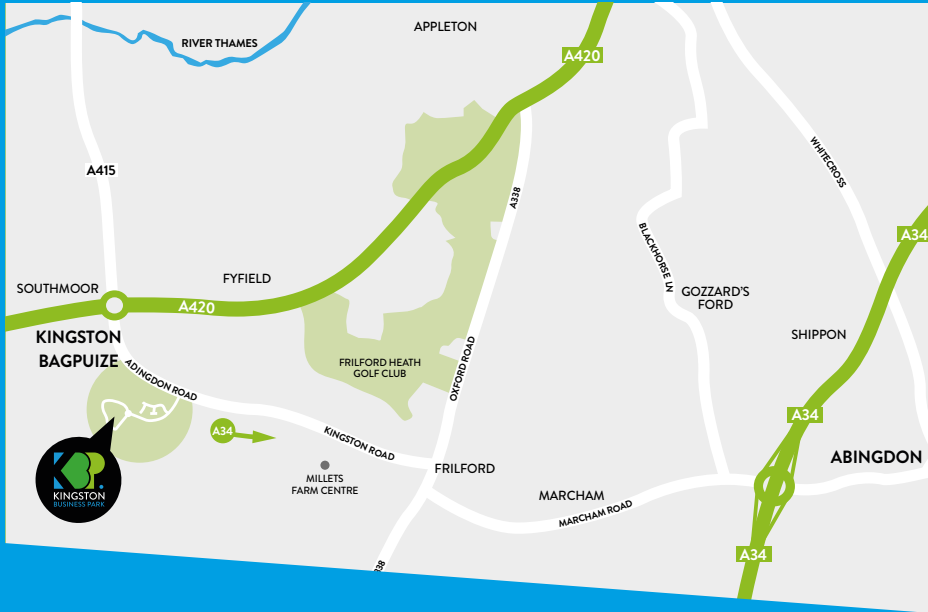 APPLETON
RIVER THAMES
A420
A415
WHITECROSS
A338
A34
BLACKHORSE LN
FYFIELD
SOUTHMOOR
A420
GOZZARD'S
FORD
KINGSTON
BAGPUIZE
SHIPPON
ADINGDON ROAD
FRILFORD HEATH
GOLF CLUB
OXFORD ROAD
A34
A34
KINGSTON ROAD
ABINGDON
FRILFORD
MILLETS
FARM CENTRE
KBP.
KINGSTON
BUSINESS PARK
MARCHAM
MARCHAM ROAD
A34
38